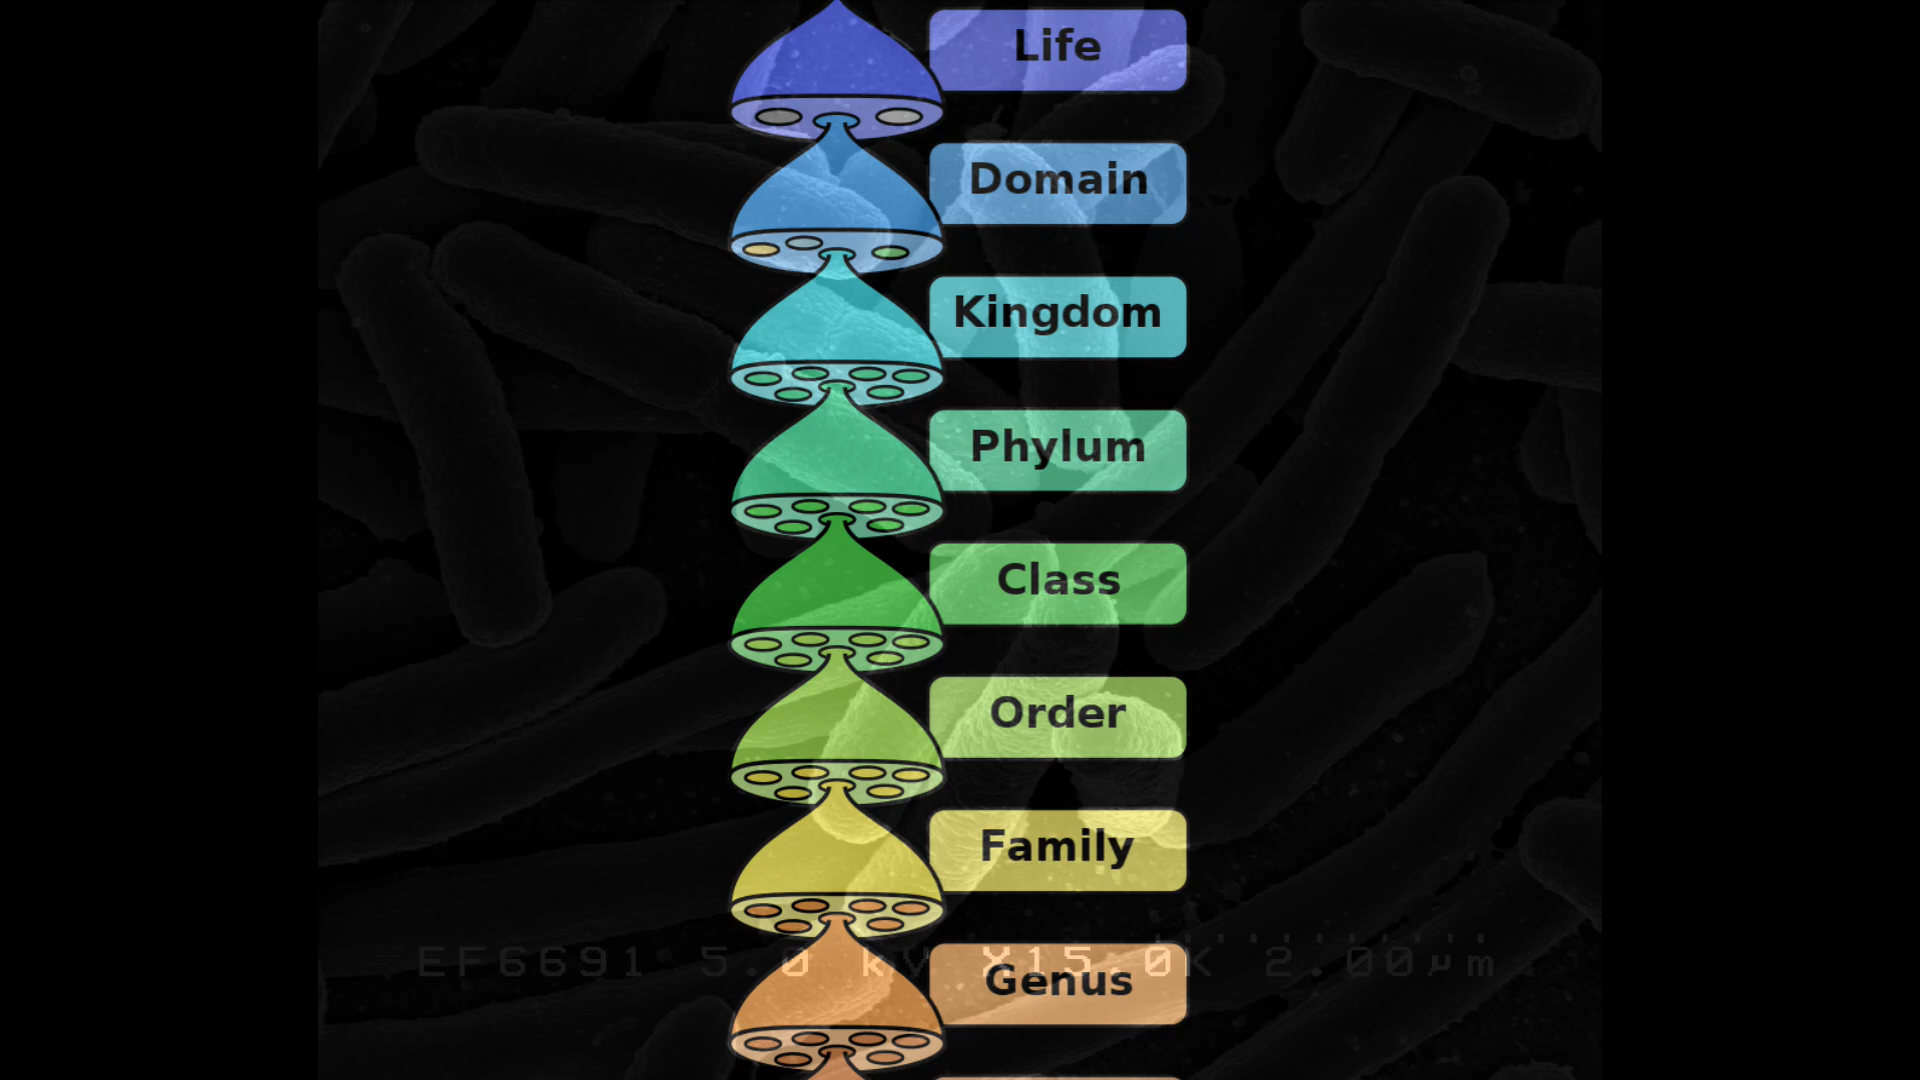 Life
Domain
Kingdom
Phylum
Class
Order
Family
EF6691 5.0 kV X15.0K 2.00µm
Genus